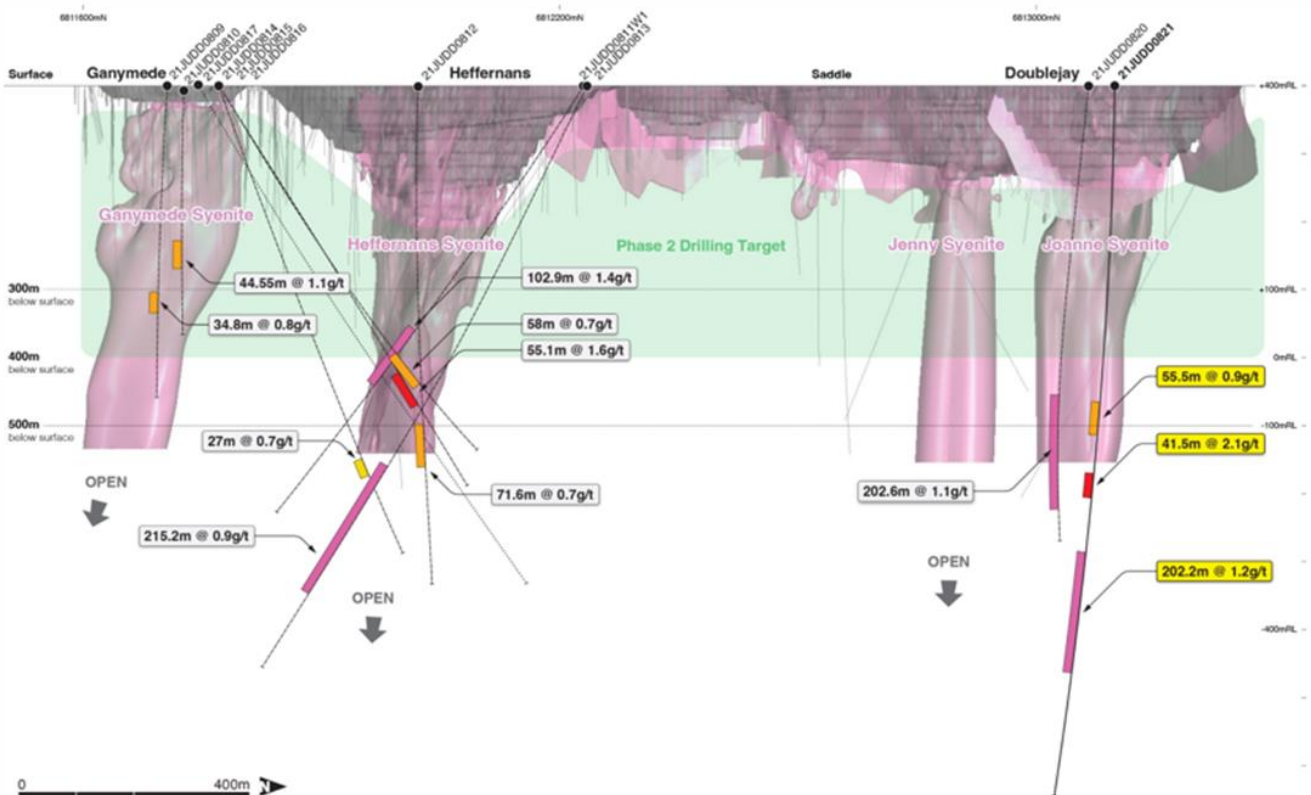 6811600mN
6812200mN
6813000mN
21JUDD0809
21JUDD0810
21JUDD0817
21JUDD0814
21JUDD0815
21JUDD0816
21JUDD0812
21JUDD0811W1
21JUDD0813
21JUDD0820
21JUDD0821
Surface
Ganymede
Heffernans
Saddle
Doublejay
+400mRL
Ganymede Syenite
Heffernans Syenite
Phase 2 Drilling Target
Jenny Syenite
Joanne Syenite
44.55m @ 1.1g/t
102.9m @ 1.4g/t
300m
below surface
+100mRL
34.8m @ 0.8g/t
58m @ 0.7g/t
55.1m @ 1.6g/t
400m
below surface
0mRL
55.5m @ 0.9g/t
500m
below surface
-100mRL
27m @ 0.7g/t
41.5m @ 2.1g/t
OPEN
71.6m @ 0.7g/t
202.6m @ 1.1g/t
215.2m @ 0.9g/t
OPEN
202.2m @ 1.2g/t
OPEN
-400mRL
0
400m
N